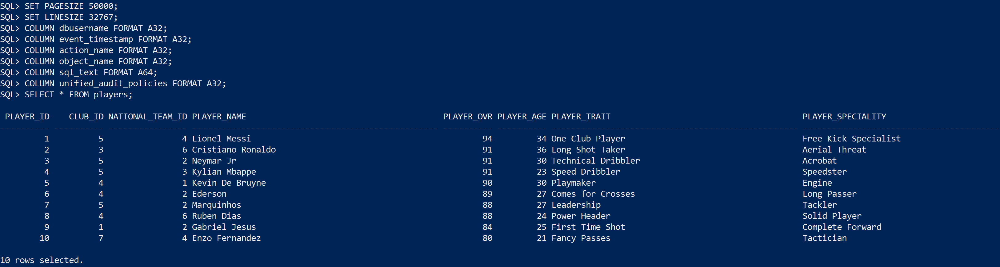 SQL> SET PAGESIZE 50000;
SQL> SET LINESIZE 32767;
SQL> COLUMN dbusername FORMAT A32;
SQL> COLUMN event_timestamp FORMAT A32;
SQL> COLUMN action_name FORMAT A32;
SQL> COLUMN object_name FORMAT A32;
SQL> COLUMN sql_text FORMAT A64;
SQL> COLUMN unified_audit_policies FORMAT A32;
SQL> SELECT * FROM players;
PLAYER_ID CLUB_ID NATIONAL_TEAM_ID PLAYER_NAME PLAYER_OVR PLAYER_AGE PLAYER_TRAIT PLAYER_SPECIALITY
---------- ---------- ---------------- -------------------------------------------------- ---------- ---------- -------------------------------------------------- ----------------------------------------
1 5 4 Lionel Messi 94 34 One Club Player Free Kick Specialist
2 3 6 Cristiano Ronaldo 91 36 Long Shot Taker Aerial Threat
3 5 2 Neymar Jr 91 30 Technical Dribbler Acrobat
4 5 3 Kylian Mbappe 91 23 Speed Dribbler Speedster
5 4 1 Kevin De Bruyne 90 30 Playmaker Engine
6 4 2 Ederson 89 27 Comes for Crosses Long Passer
7 5 2 Marquinhos 88 27 Leadership Tackler
8 4 6 Ruben Dias 88 24 Power Header Solid Player
9 1 2 Gabriel Jesus 84 25 First Time Shot Complete Forward
10 7 4 Enzo Fernandez 80 21 Fancy Passes Tactician
10 rows selected.